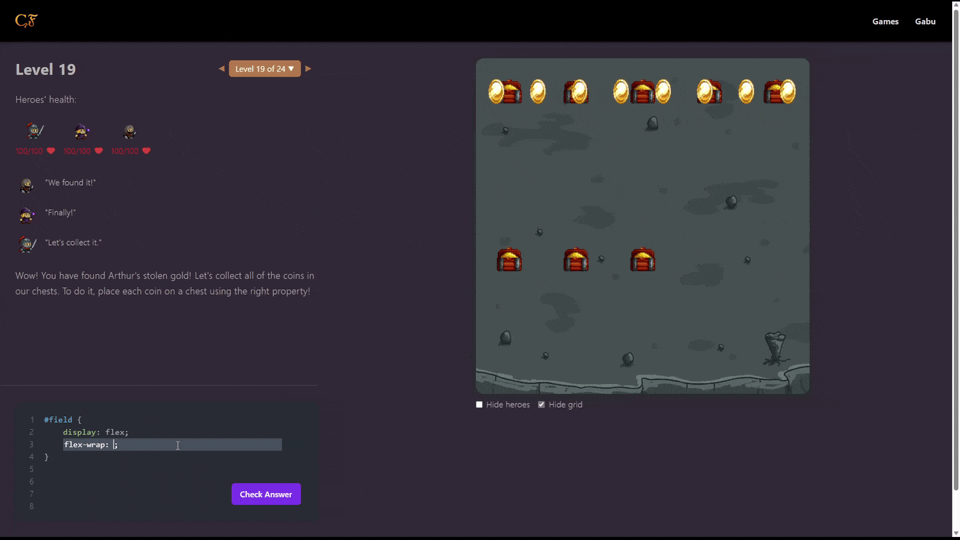 CF
Games
Gabu
Level 19
◀ Level 19 of 24 ▼ ▶
Heroes' health:
100/100
100/100
100/100
"We found it!"
"Finally!"
"Let's collect it."
Wow! You have found Arthur's stolen gold! Let's collect all of the coins in
our chests. To do it, place each coin on a chest using the right property!
Hide heroes
Hide grid
1 #field {
2 display: flex;
3 flex-wrap: ;
4 }
5
6
7
8
Check Answer